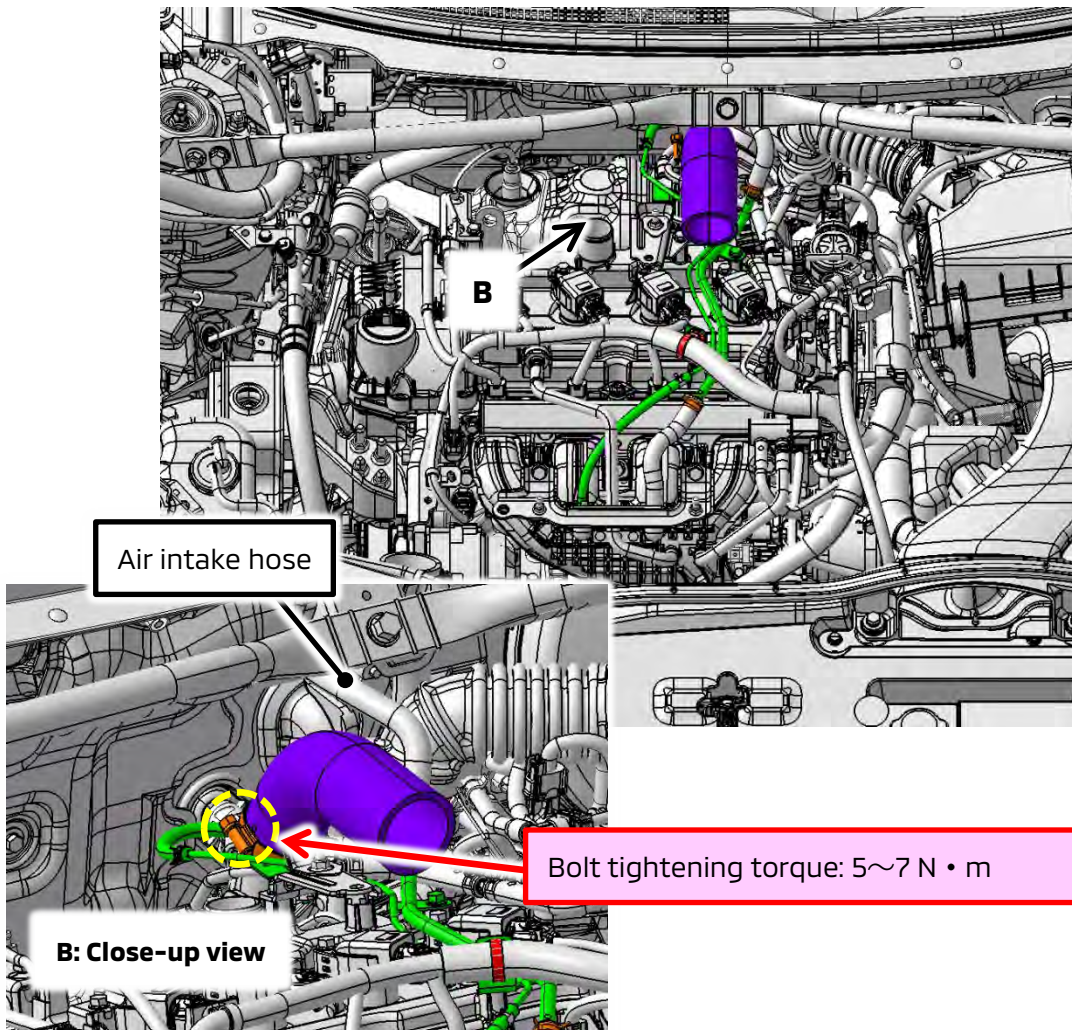 B
Air intake hose
Bolt tightening torque: 5～7 N・m
B: Close-up view